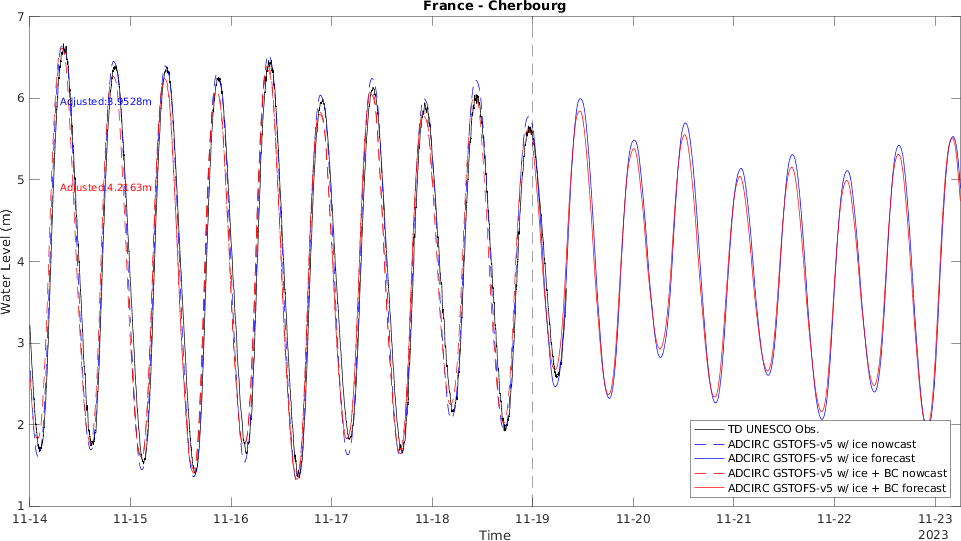 France - Cherbourg
7
6
5
4
3
2
1
Water Level (m)
Adjusted:3.9528m
Adjusted:4.2163m
TD UNESCO Obs.
ADCIRC GSTOFS-v5 w/ ice nowcast
ADCIRC GSTOFS-v5 w/ ice forecast
ADCIRC GSTOFS-v5 w/ ice + BC nowcast
ADCIRC GSTOFS-v5 w/ ice + BC forecast
11-14 11-15 11-16 11-17 11-18 11-19 11-20 11-21 11-22 11-23
Time
2023